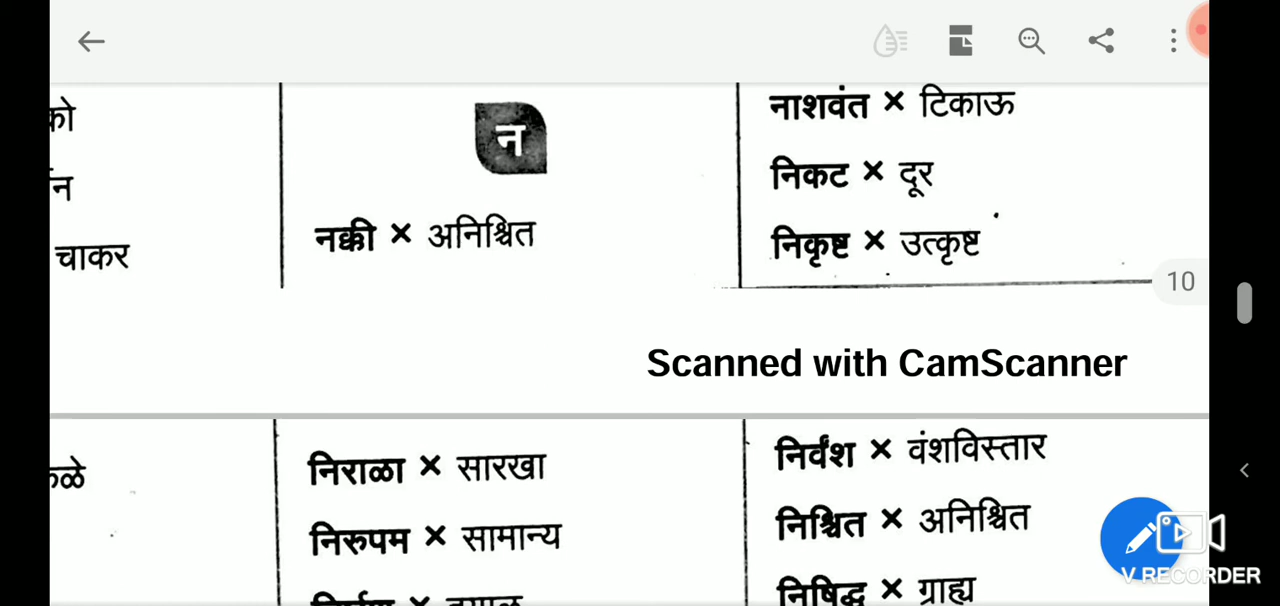 को
चाकर
न
नक्की × अनिश्चित
नाशवंत × टिकाऊ
निकट × दूर
निकृष्ट × उत्कृष्ट
10
Scanned with CamScanner
निराळा × सारखा
निरुपम × सामान्य
निर्वंश × वंशविस्तार
निश्चित × अनिश्चित
निषिद्ध × ग्राह्य
V RECORDER